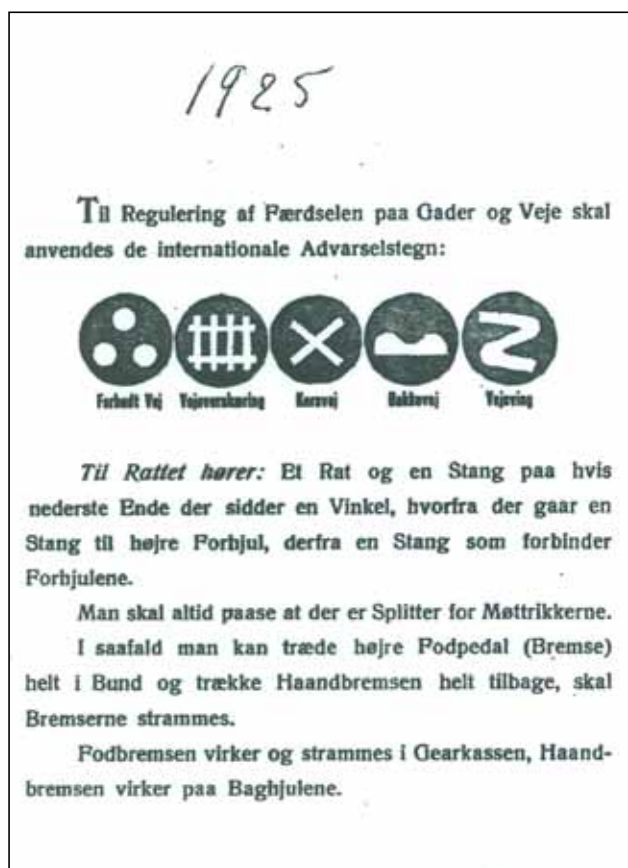 1925
Til Regulering af Færdselen paa Gader og Veje skal
anvendes de internationale Advarselstegn:
Forbudt Vej Vejoverskæring Korsvej Bakkevej Vejsving
Til Rattet hører: Et Rat og en Stang paa hvis
nederste Ende der sidder en Vinkel, hvorfra der gaar en
Stang til højre Forhjul, derfra en Stang som forbinder
Forhjulene.
Man skal altid paase at der er Splitter for Møttrikkerne.
I saafald man kan træde højre Fodpedal (Bremse)
helt i Bund og trække Haandbremsen helt tilbage, skal
Bremserne strammes.
Fodbremsen virker og strammes i Gearkassen, Haand-
bremsen virker paa Baghjulene.